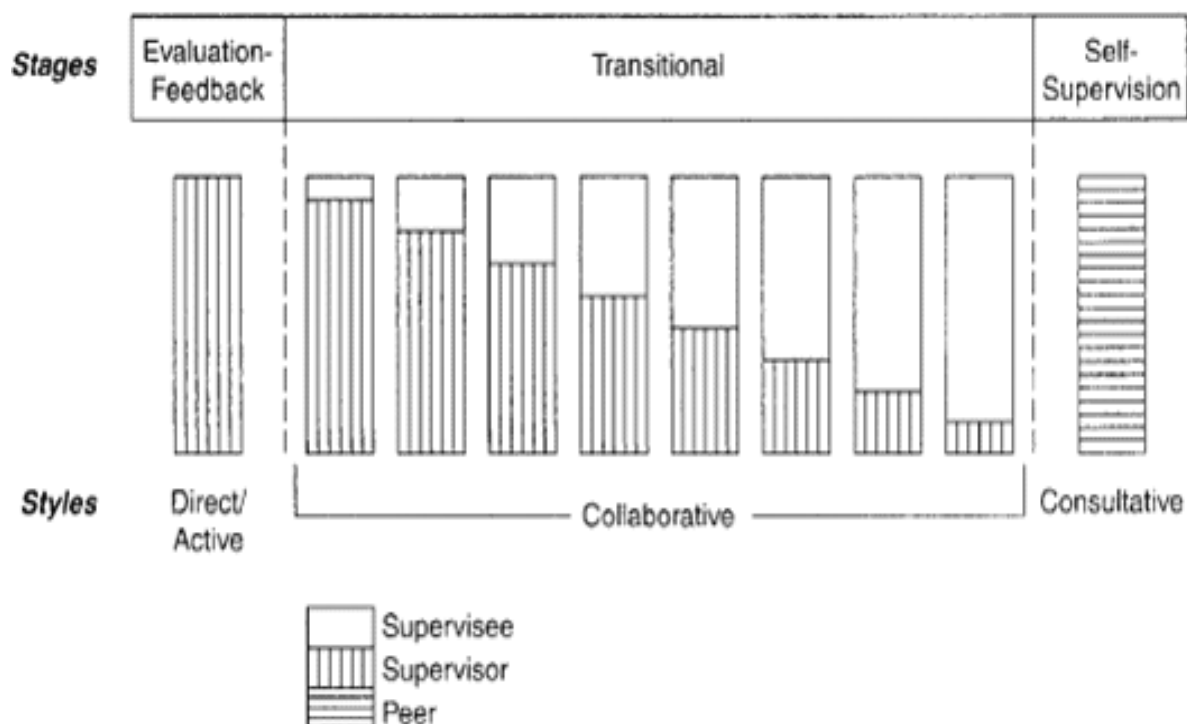 Stages
Evaluation-
Feedback
Transitional
Self-
Supervision
Styles
Direct/
Active
Collaborative
Consultative
Supervisee
Supervisor
Peer